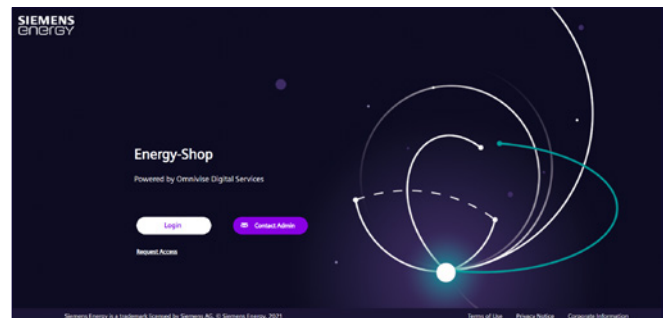 SIEMENS
energy
Energy-Shop
Powered by Omnivise Digital Services
Login
Contact Admin
Request Access
Siemens Energy is a trademark licensed by Siemens AG. © Siemens Energy, 2021
Terms of Use Privacy Notice Corporate Information